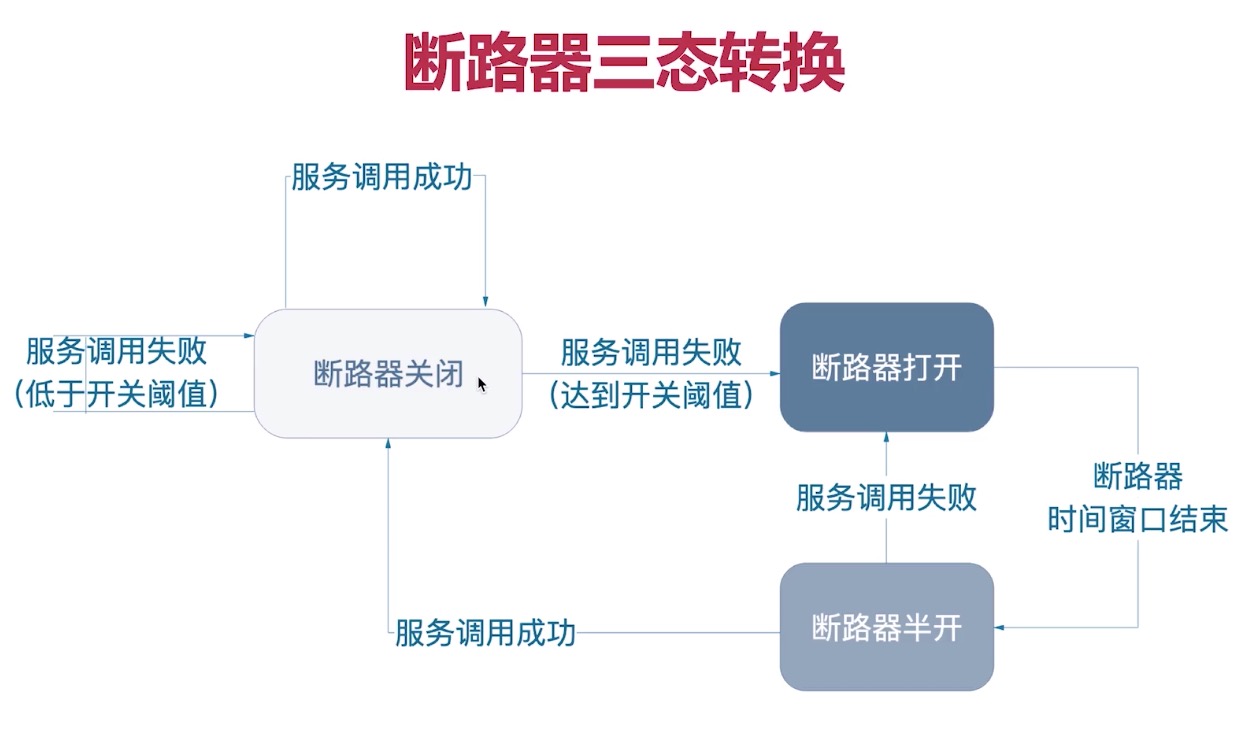 断路器三态转换
服务调用成功
服务调用失败
（低于开关阈值）
断路器关闭
服务调用失败
（达到开关阈值）
断路器打开
断路器
时间窗口结束
服务调用失败
断路器半开
服务调用成功